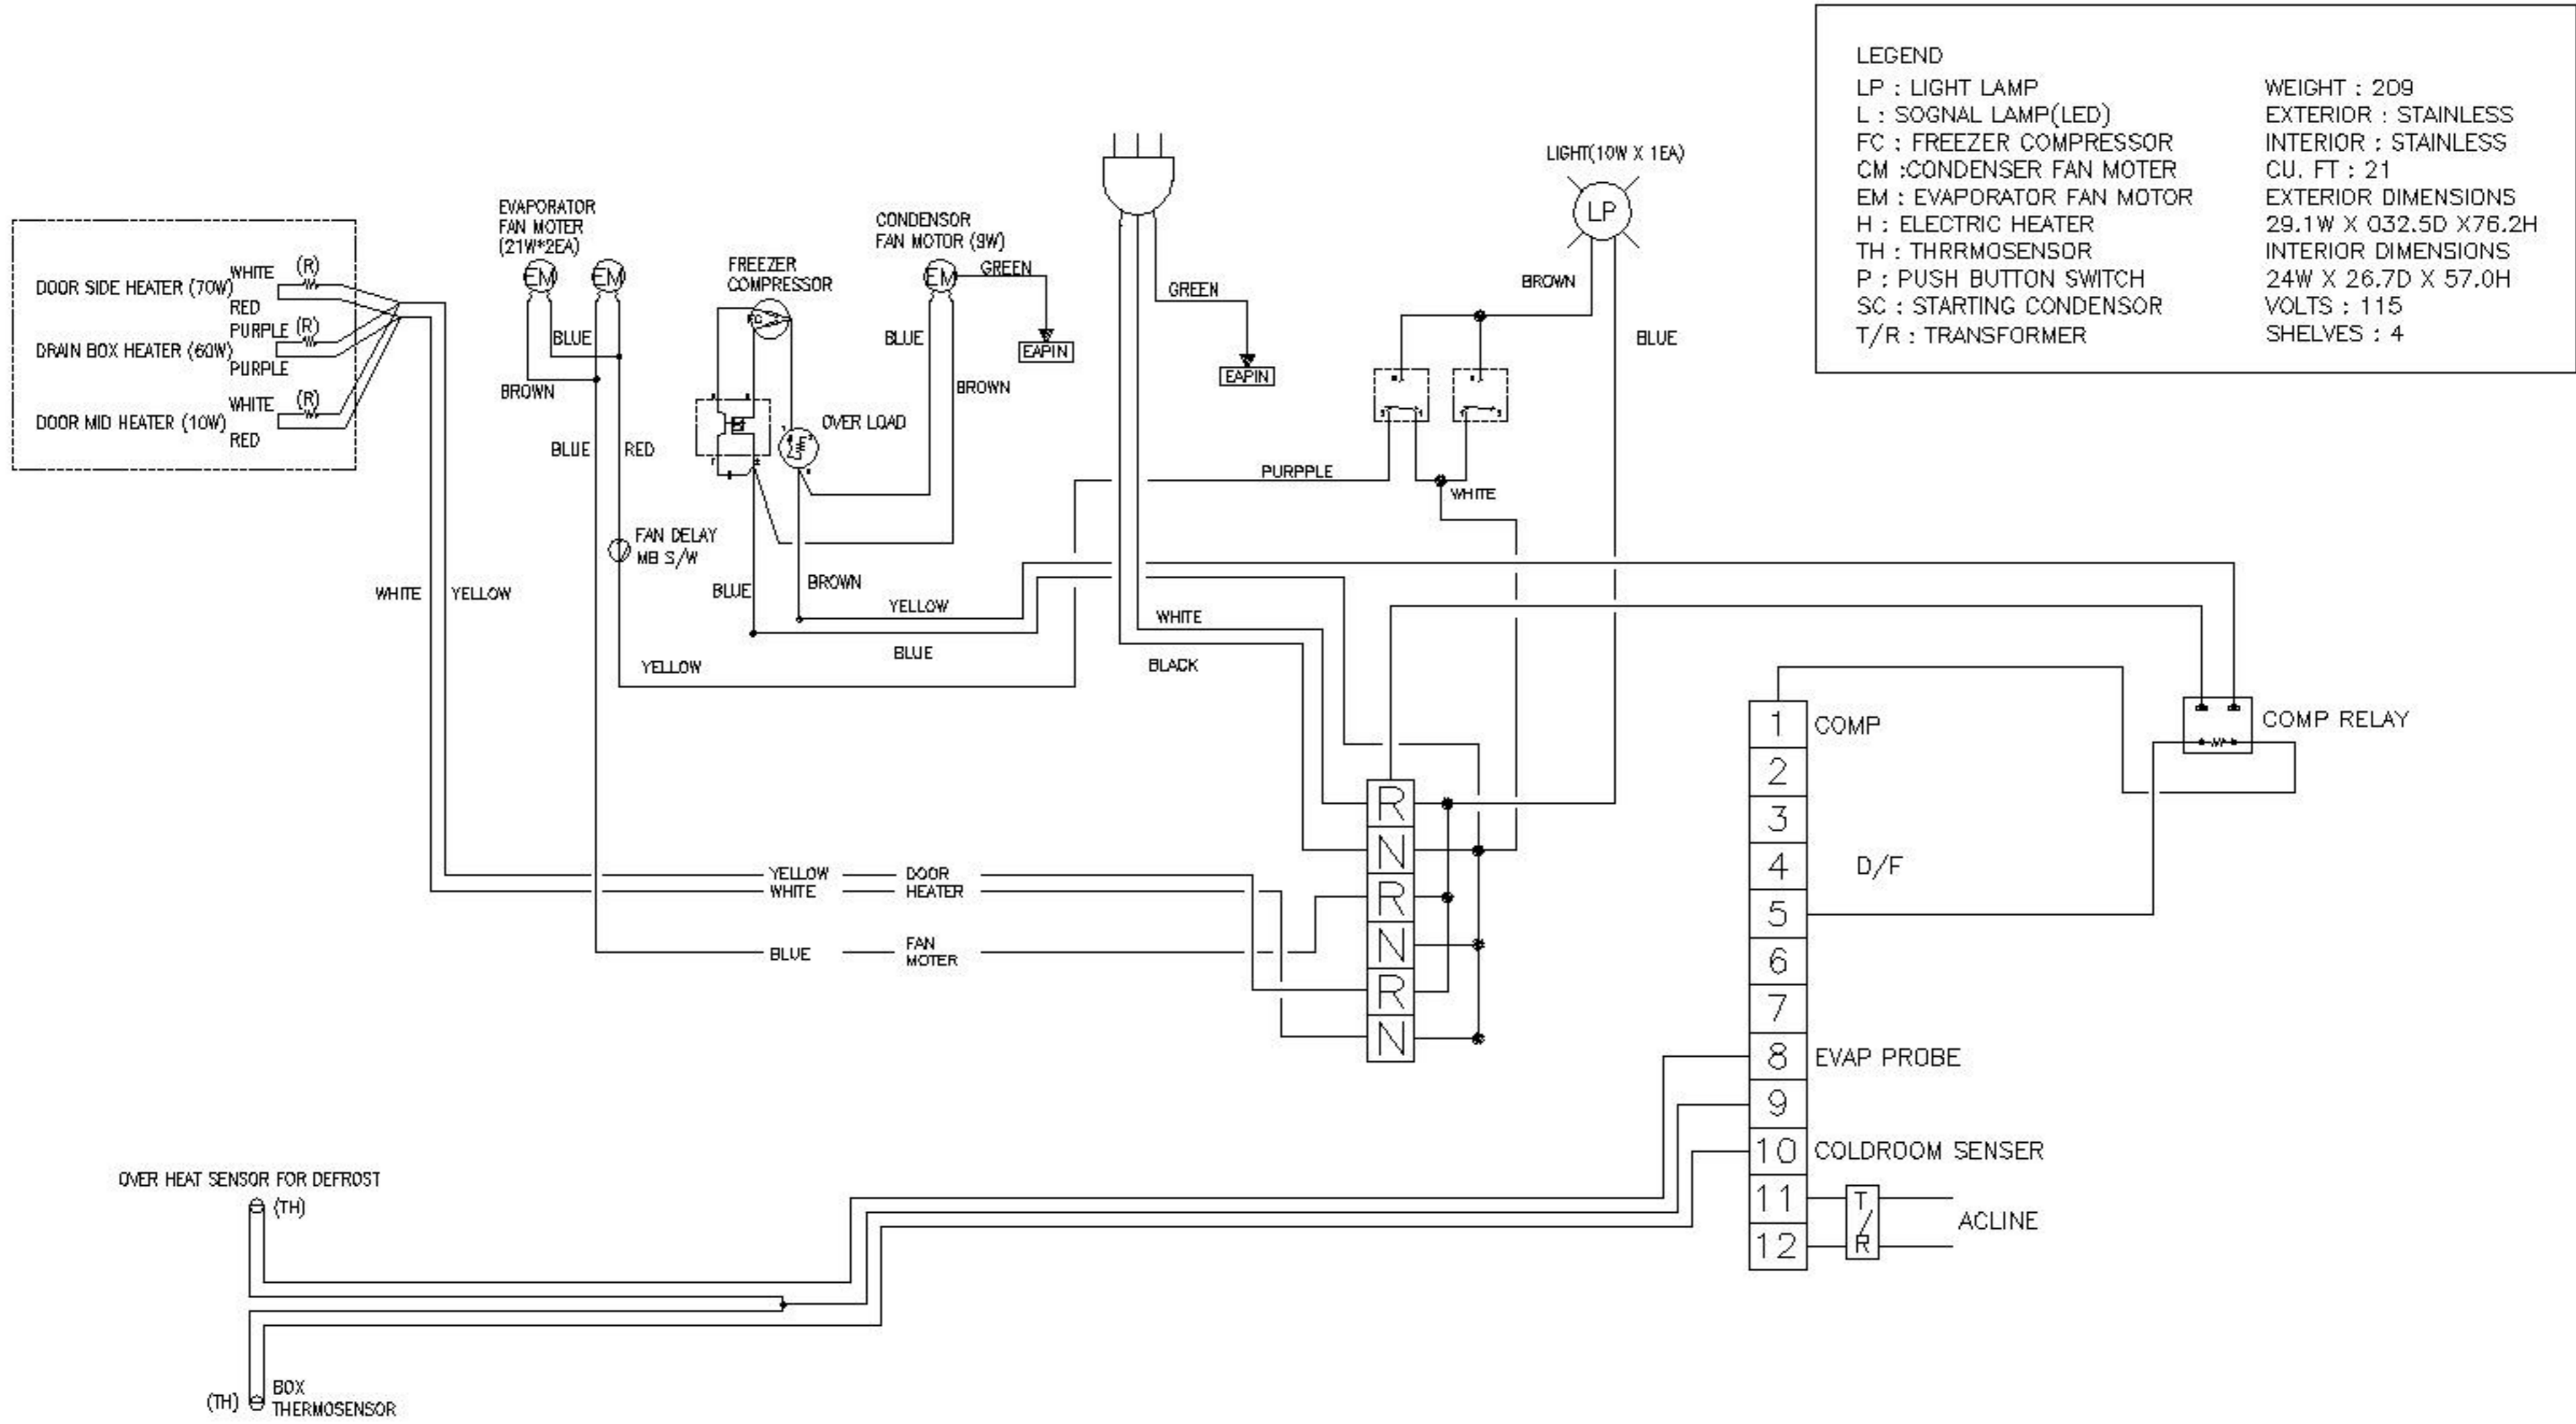 LEGEND
LP : LIGHT LAMP
L : SOGNAL LAMP(LED)
FC : FREEZER COMPRESSOR
CM :CONDENSER FAN MOTER
EM : EVAPORATOR FAN MOTOR
H : ELECTRIC HEATER
TH : THRRMOSENSOR
P : PUSH BUTTON SWITCH
SC : STARTING CONDENSOR
T/R : TRANSFORMER
WEIGHT : 209
EXTERIOR : STAINLESS
INTERIOR : STAINLESS
CU. FT : 21
EXTERIOR DIMENSIONS
29.1W X 032.5D X76.2H
INTERIOR DIMENSIONS
24W X 26.7D X 57.0H
VOLTS : 115
SHELVES : 4
LIGHT(10W X 1EA)
LP
BROWN
BLUE
EVAPORATOR
FAN MOTER
(21W*2EA)
EM
EM
BLUE
BROWN
BLUE
RED
FREEZER
COMPRESSOR
FC
CONDENSOR
FAN MOTOR (9W)
EM
GREEN
EAPIN
BLUE
BROWN
OVER LOAD
GREEN
EAPIN
DOOR SIDE HEATER (70W)
WHITE
(R)
RED
DRAIN BOX HEATER (60W)
PURPLE
(R)
PURPLE
DOOR MID HEATER (10W)
WHITE
(R)
RED
PURPPLE
WHITE
FAN DELAY
MB S/W
WHITE
YELLOW
BLUE
BROWN
YELLOW
BLUE
YELLOW
WHITE
BLACK
COMP RELAY
R
N
R
N
R
N
YELLOW
DOOR
WHITE
HEATER
BLUE
FAN
MOTER
1
COMP
2
3
4
D/F
5
6
7
8
EVAP PROBE
9
10
COLDROOM SENSER
11
12
T/R
ACLINE
OVER HEAT SENSOR FOR DEFROST
(TH)
(TH)
BOX
THERMOSENSOR